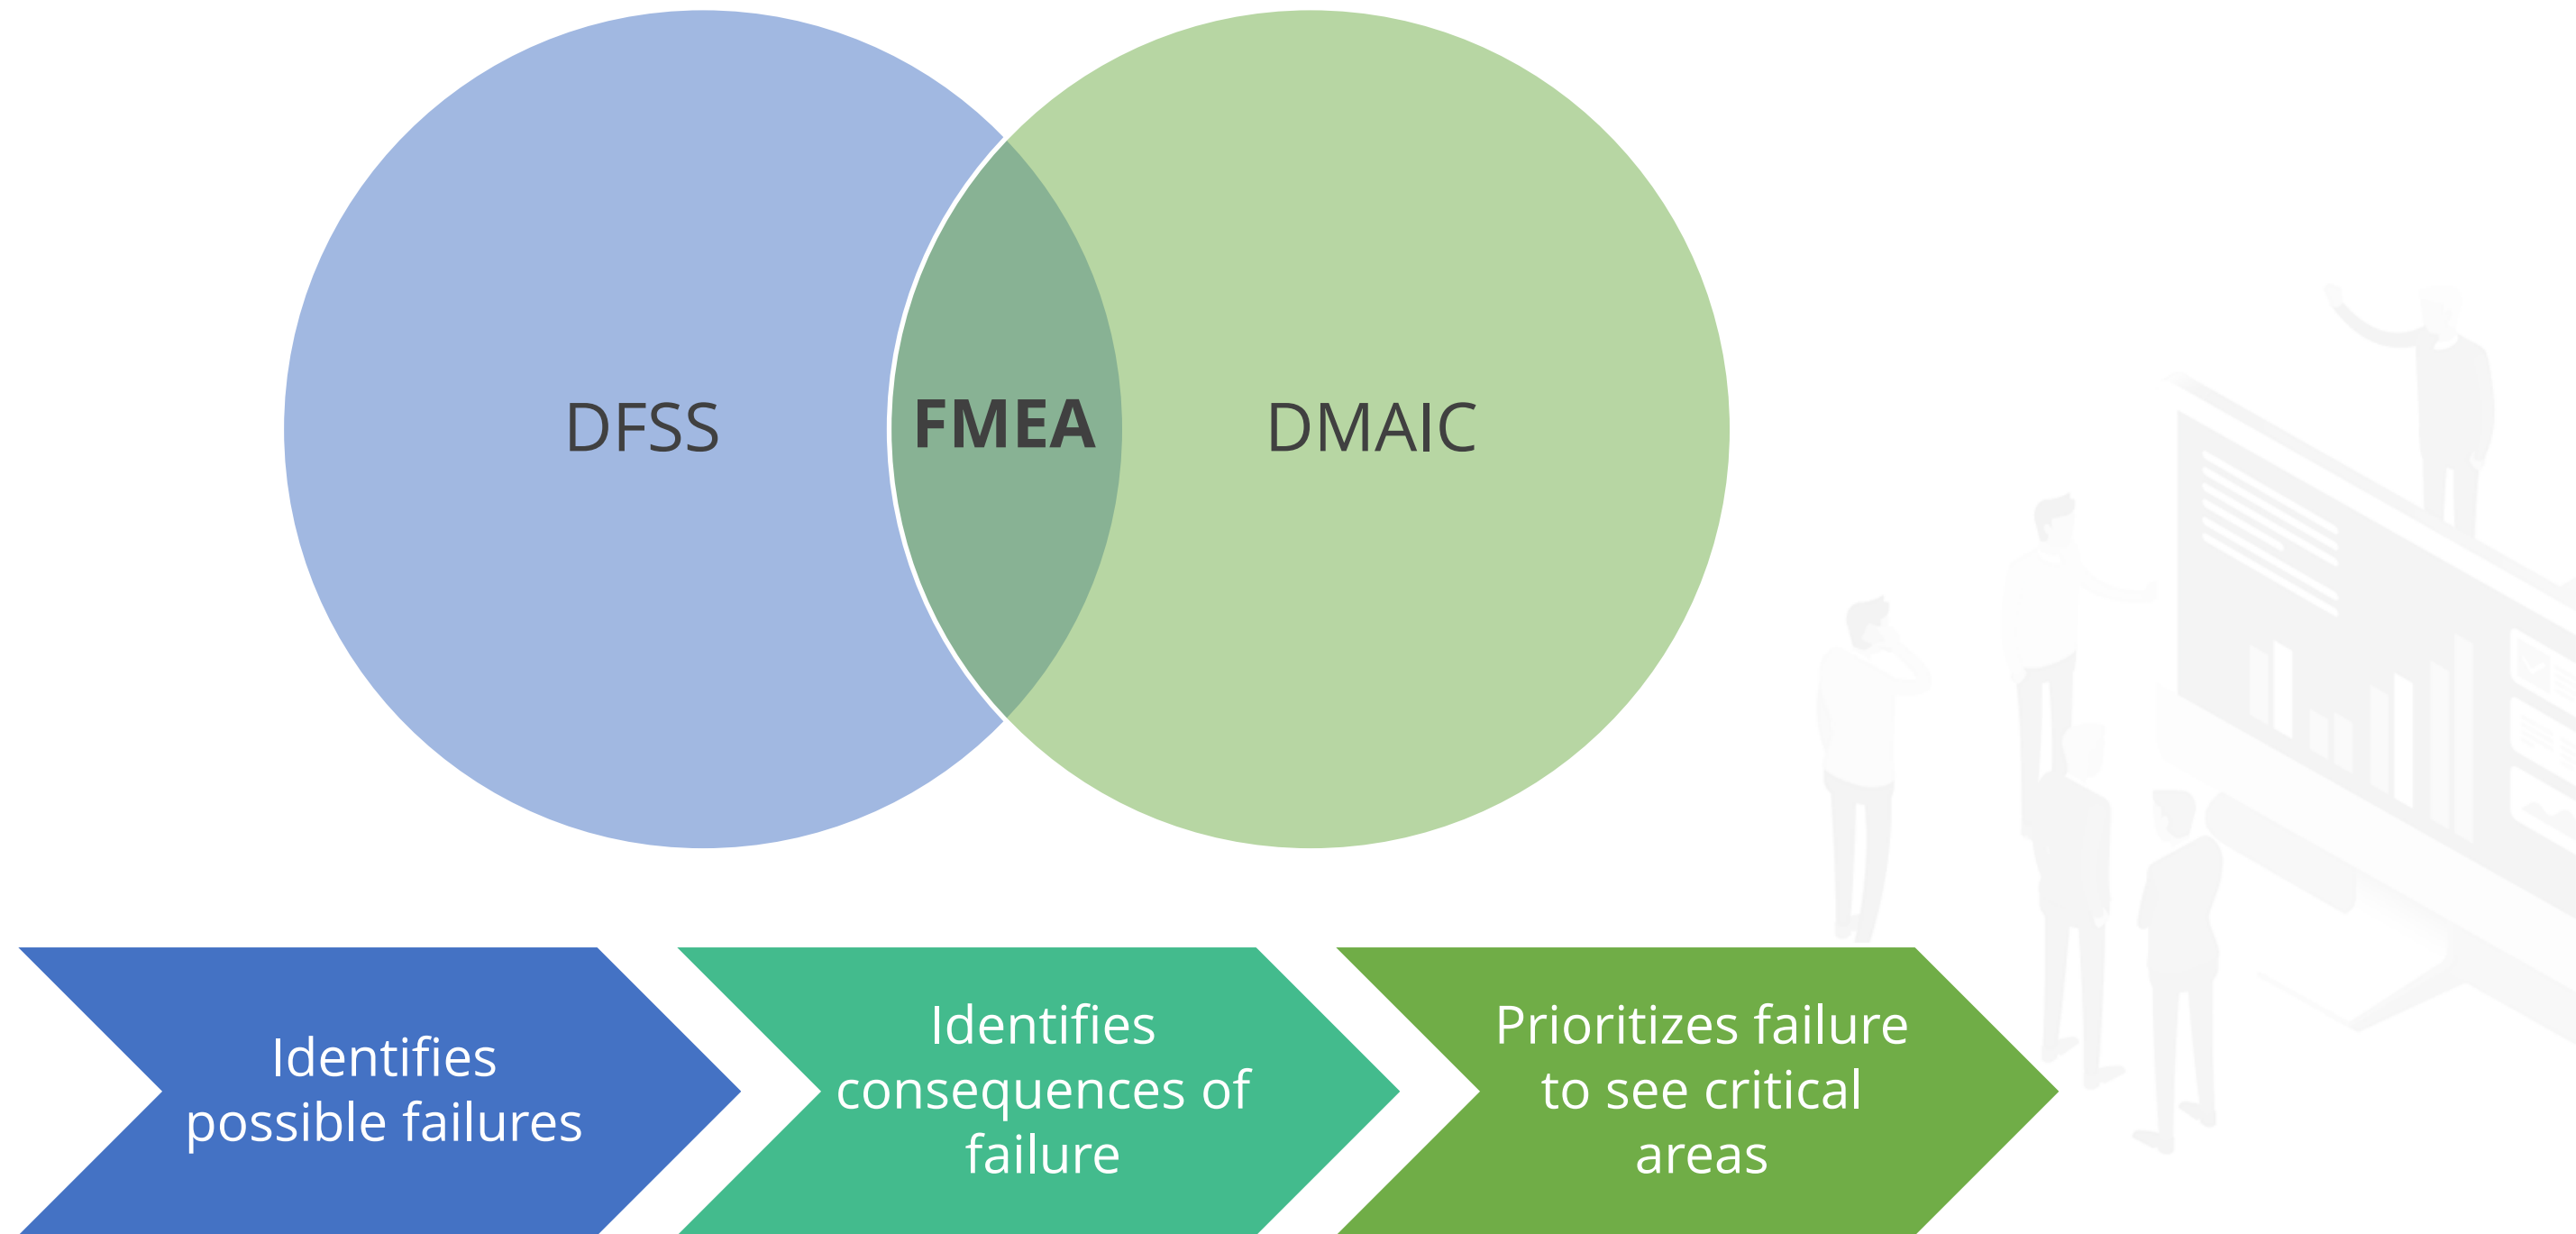 DFSS
FMEA
DMAIC
Identifies
possible failures
Identifies
consequences of
failure
Prioritizes failure
to see critical
areas